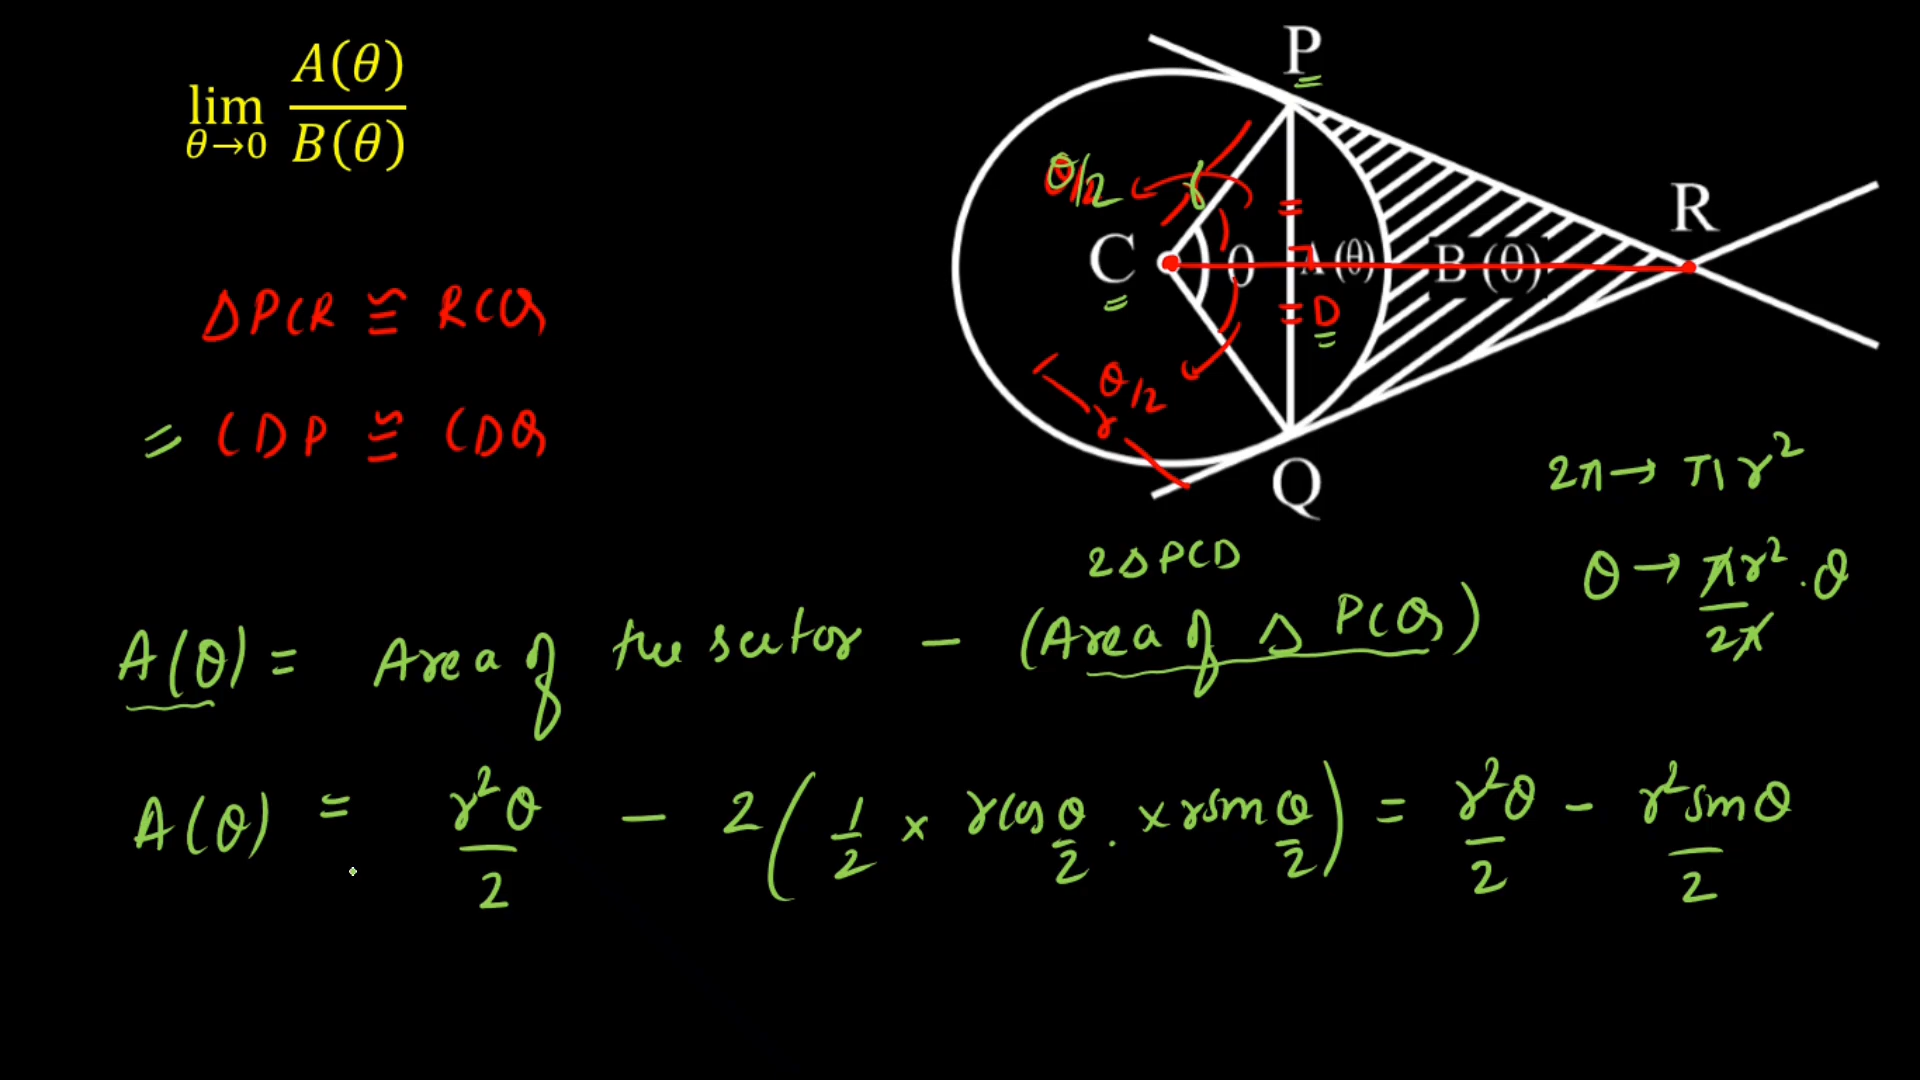 lim θ→0 A(θ)/B(θ)
P
R
θ/2 r
C θ A(θ) B(θ)
D
θ/2
r
Q
ΔPCR ≅ RCQ
= CDP ≅ CDQ
2π → πr²
θ → πr²/2π . θ
2ΔPCD
A(θ) = Area of the sector - (Area of Δ PCQ)
A(θ) = r²θ/2 - 2(1/2 × r cos θ/2 . × r sin θ/2) = r²θ/2 - r² sin θ/2